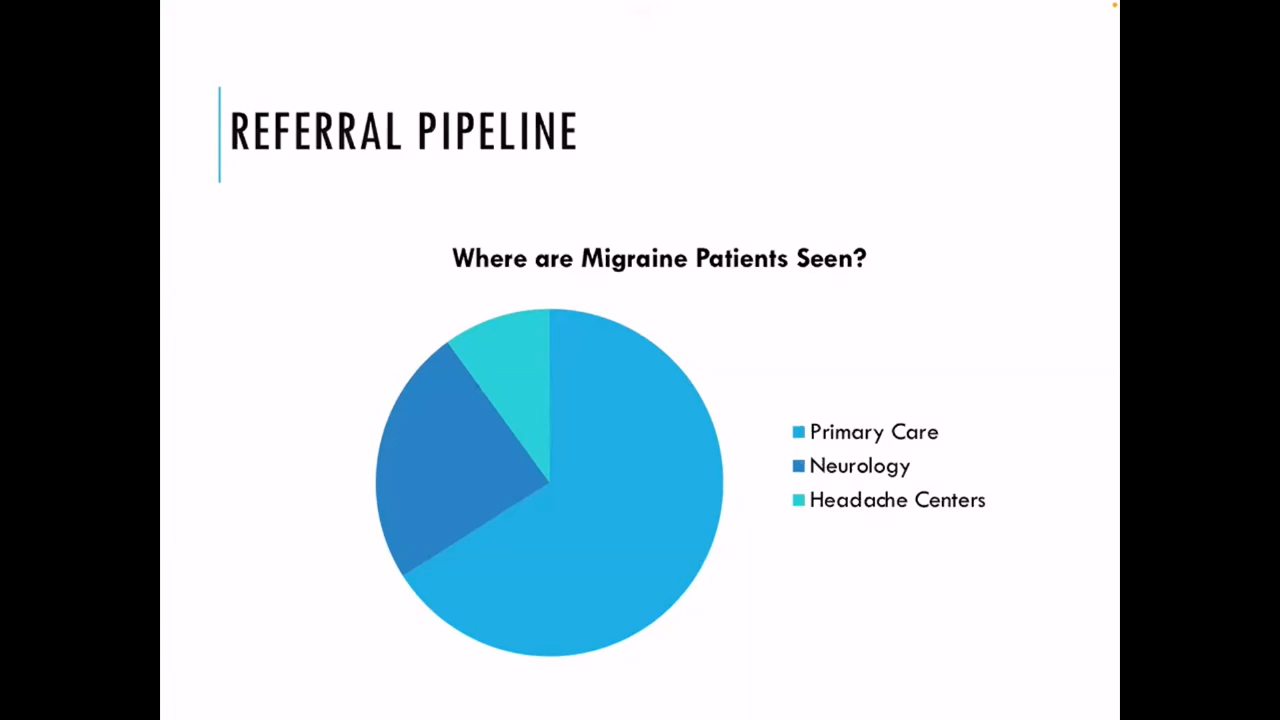 REFERRAL PIPELINE
Where are Migraine Patients Seen?
Primary Care
Neurology
Headache Centers